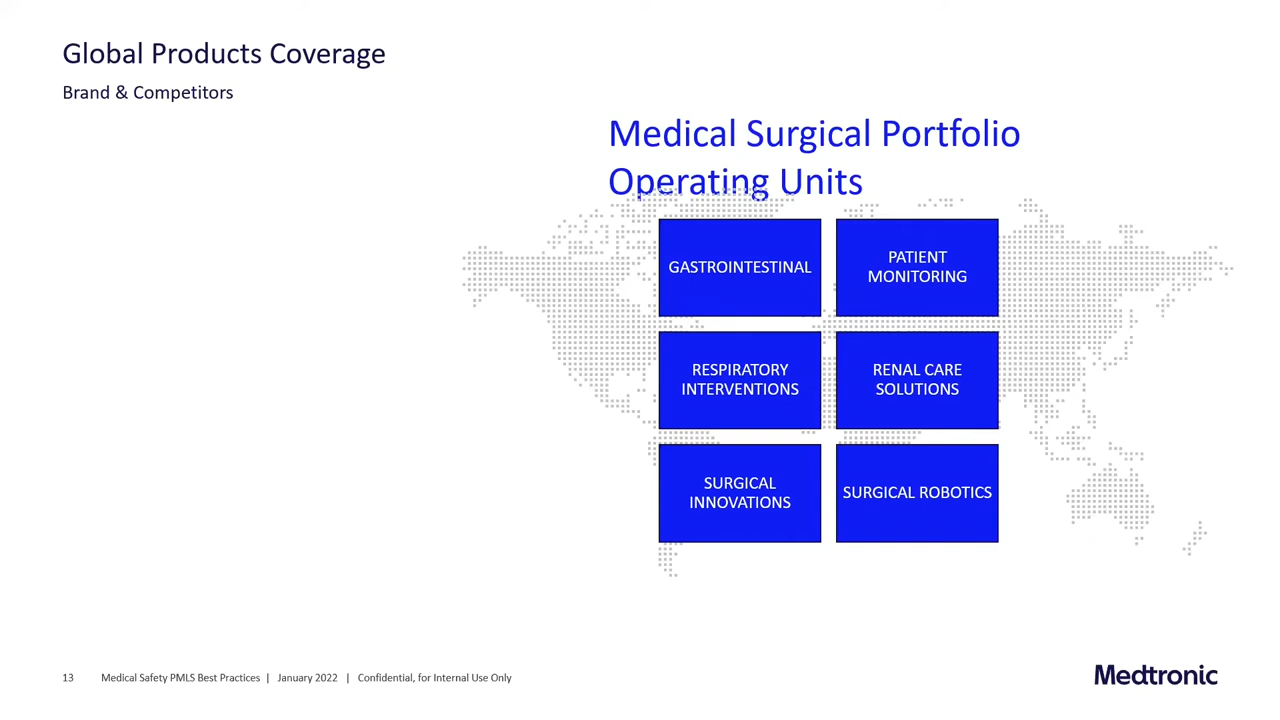 Global Products Coverage
Brand & Competitors
Medical Surgical Portfolio
Operating Units
GASTROINTESTINAL
PATIENT
MONITORING
RESPIRATORY
INTERVENTIONS
RENAL CARE
SOLUTIONS
SURGICAL
INNOVATIONS
SURGICAL ROBOTICS
13 Medical Safety PMLS Best Practices | January 2022 | Confidential, for Internal Use Only
Medtronic